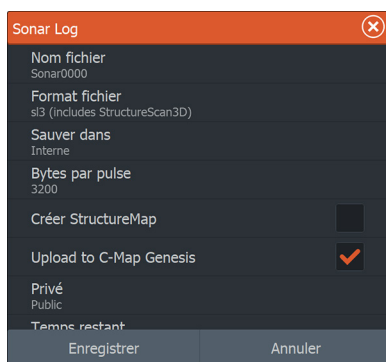 Sonar Log
Nom fichier
Sonar0000
Format fichier
sl3 (includes StructureScan3D)
Sauver dans
Interne
Bytes par pulse
3200
Créer StructureMap
Upload to C-Map Genesis
Privé
Public
Temps restant
Enregistrer
Annuler